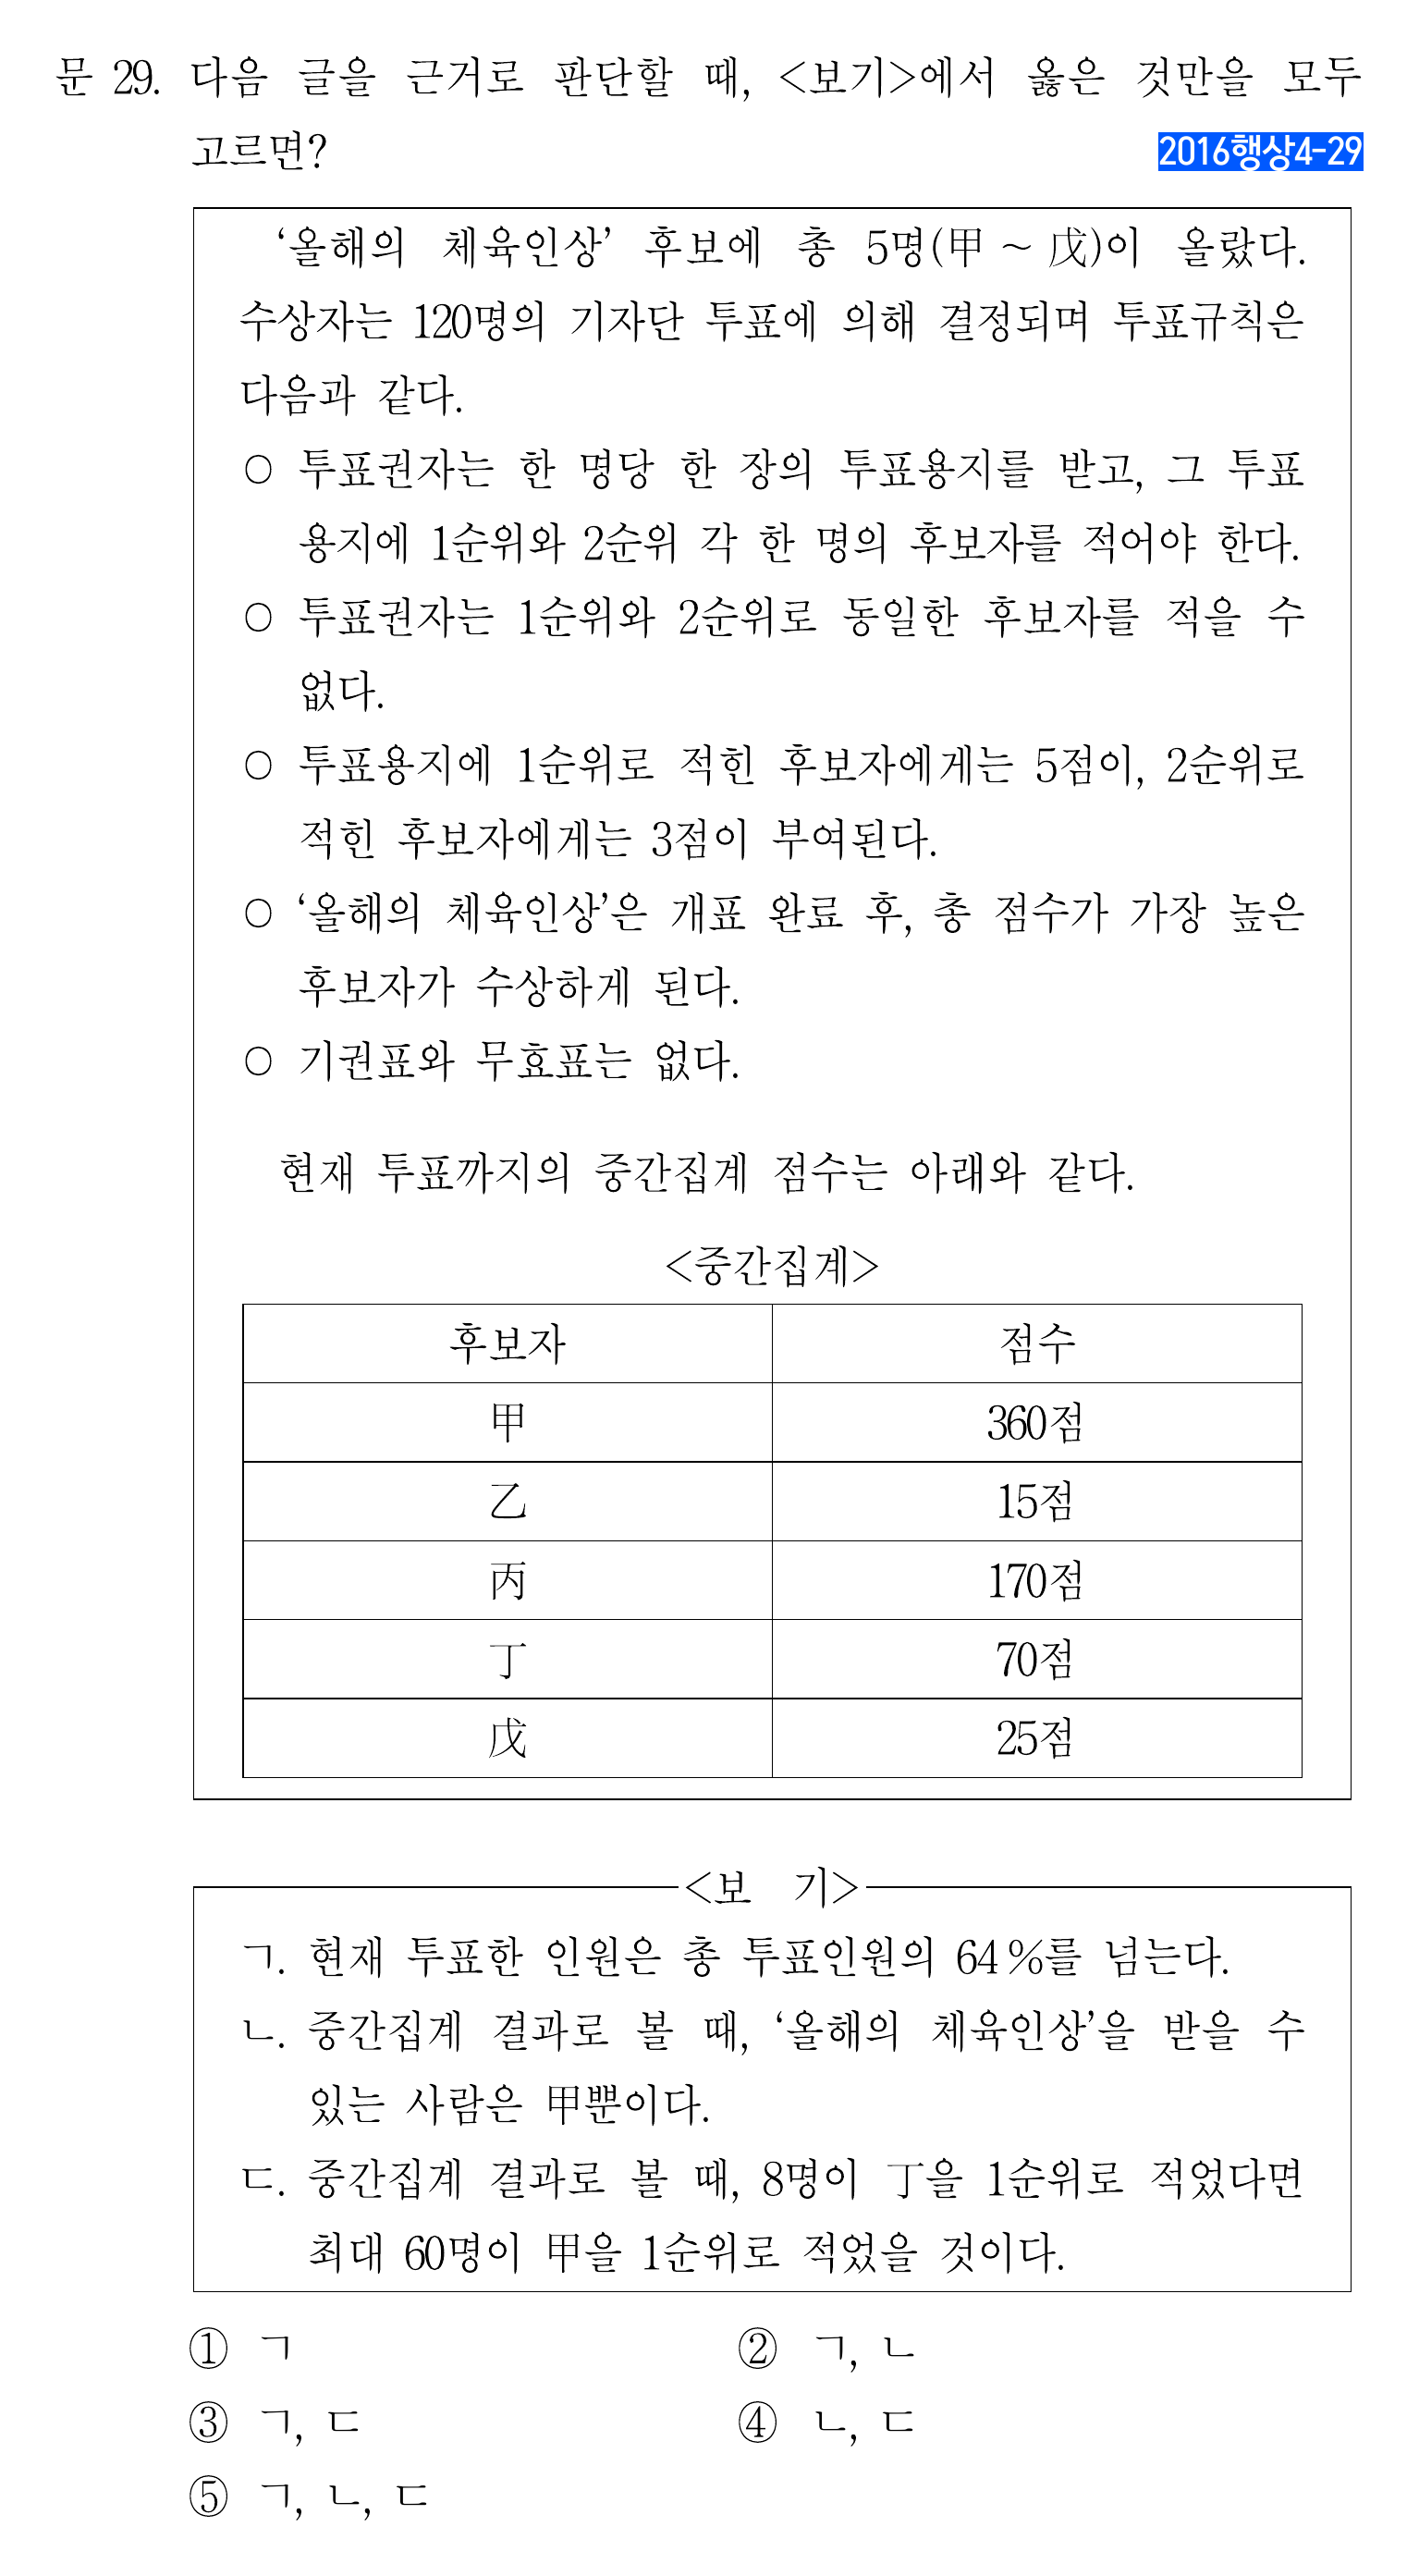 문 29. 다음 글을 근거로 판단할 때, <보기>에서 옳은 것만을 모두
고르면?
2016행상4-29
‘올해의 체육인상’ 후보에 총 5명(甲 ~ 戊)이 올랐다.
수상자는 120명의 기자단 투표에 의해 결정되며 투표규칙은
다음과 같다.
○ 투표권자는 한 명당 한 장의 투표용지를 받고, 그 투표
용지에 1순위와 2순위 각 한 명의 후보자를 적어야 한다.
○ 투표권자는 1순위와 2순위로 동일한 후보자를 적을 수
없다.
○ 투표용지에 1순위로 적힌 후보자에게는 5점이, 2순위로
적힌 후보자에게는 3점이 부여된다.
○ ‘올해의 체육인상’은 개표 완료 후, 총 점수가 가장 높은
후보자가 수상하게 된다.
○ 기권표와 무효표는 없다.
현재 투표까지의 중간집계 점수는 아래와 같다.
<중간집계>
후보자 점수
甲 360점
乙 15점
丙 170점
丁 70점
戊 25점
<보 기>
ㄱ. 현재 투표한 인원은 총 투표인원의 64%를 넘는다.
ㄴ. 중간집계 결과로 볼 때, ‘올해의 체육인상’을 받을 수
있는 사람은 甲뿐이다.
ㄷ. 중간집계 결과로 볼 때, 8명이 丁을 1순위로 적었다면
최대 60명이 甲을 1순위로 적었을 것이다.
① ㄱ ② ㄱ, ㄴ
③ ㄱ, ㄷ ④ ㄴ, ㄷ
⑤ ㄱ, ㄴ, ㄷ